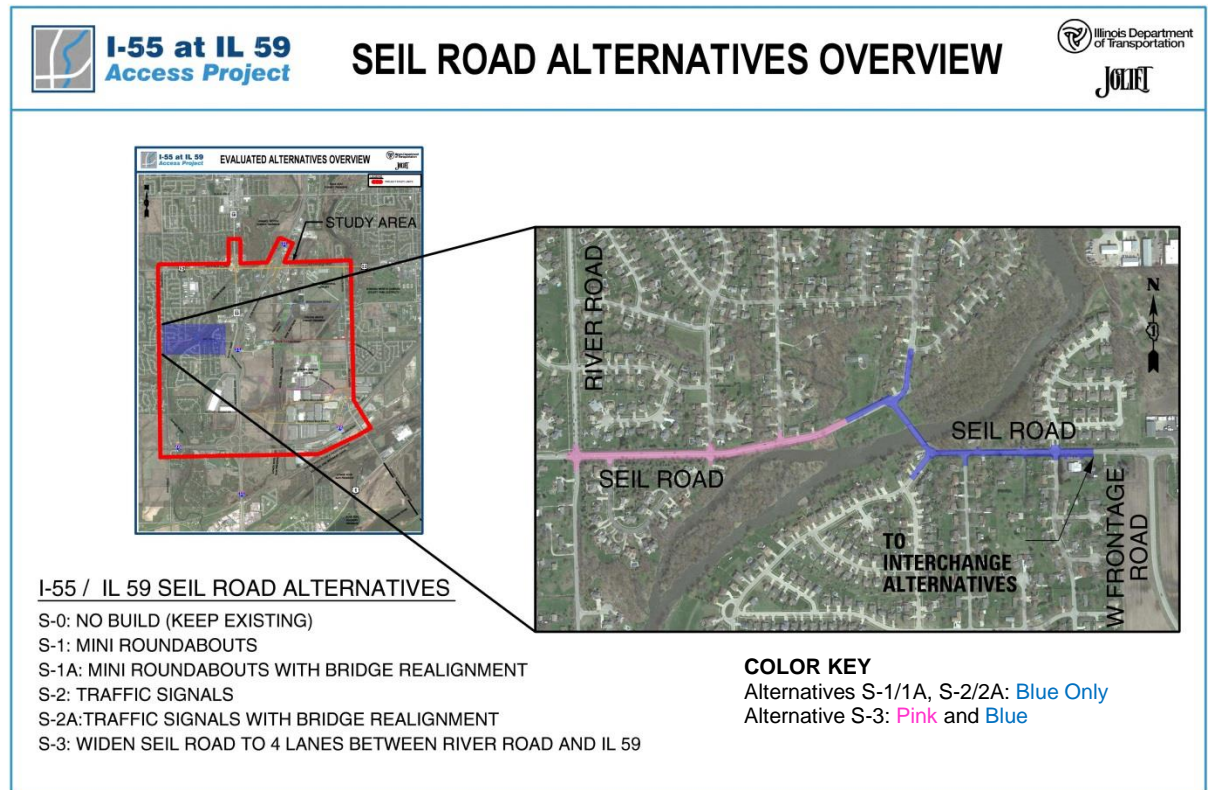 I-55 at IL 59
Access Project
SEIL ROAD ALTERNATIVES OVERVIEW
Illinois Department
of Transportation
JOLIET
I-55 at IL 59
Access Project
EVALUATED ALTERNATIVES OVERVIEW
JOLIET
STUDY AREA
RIVER ROAD
N
SEIL ROAD
SEIL ROAD
TO
INTERCHANGE
ALTERNATIVES
W FRONTAGE
ROAD
I-55 / IL 59 SEIL ROAD ALTERNATIVES
S-0: NO BUILD (KEEP EXISTING)
S-1: MINI ROUNDABOUTS
S-1A: MINI ROUNDABOUTS WITH BRIDGE REALIGNMENT
S-2: TRAFFIC SIGNALS
S-2A:TRAFFIC SIGNALS WITH BRIDGE REALIGNMENT
S-3: WIDEN SEIL ROAD TO 4 LANES BETWEEN RIVER ROAD AND IL 59
COLOR KEY
Alternatives S-1/1A, S-2/2A: Blue Only
Alternative S-3: Pink and Blue